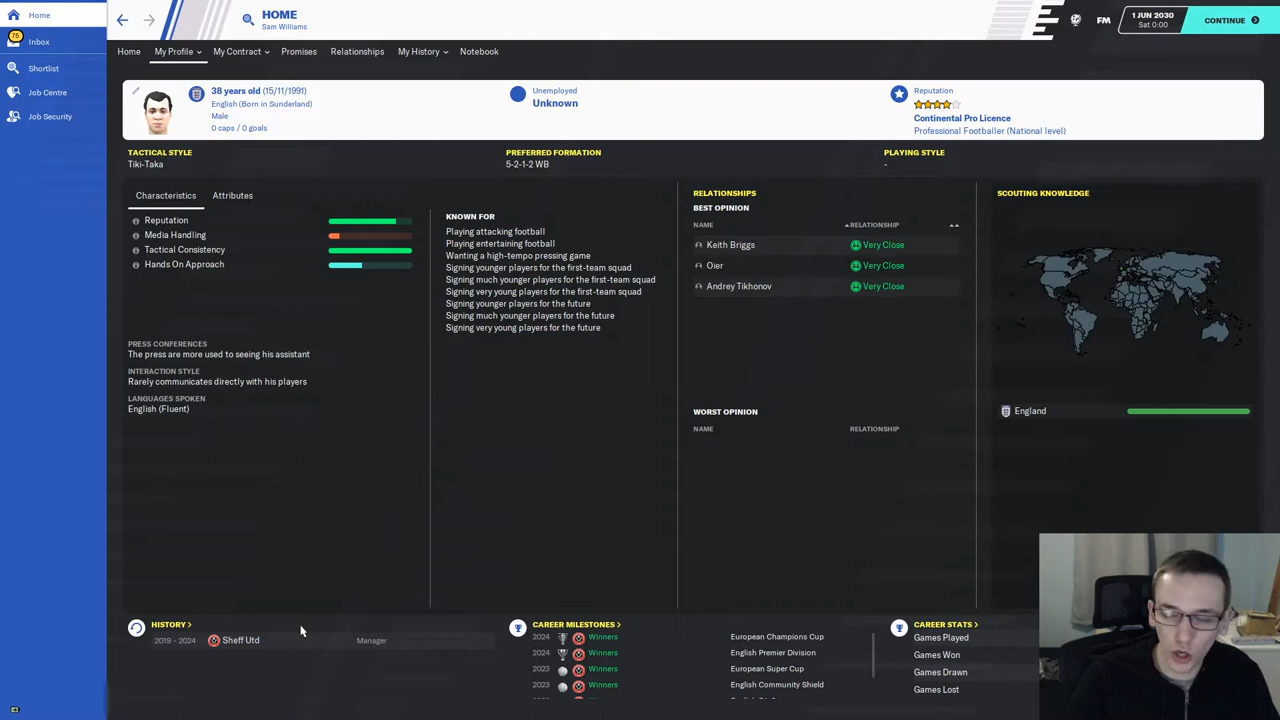 Home
75
Inbox
Shortlist
Job Centre
Job Security
HOME
Sam Williams
FM
1 JUN 2030
Sat 0:00
CONTINUE
Home
My Profile
My Contract
Promises
Relationships
My History
Notebook
38 years old (15/11/1991)
English (Born in Sunderland)
Male
0 caps / 0 goals
Unemployed
Unknown
Reputation
Continental Pro Licence
Professional Footballer (National level)
TACTICAL STYLE
Tiki-Taka
PREFERRED FORMATION
5-2-1-2 WB
PLAYING STYLE
-
Characteristics
Attributes
Reputation
Media Handling
Tactical Consistency
Hands On Approach
PRESS CONFERENCES
The press are more used to seeing his assistant
INTERACTION STYLE
Rarely communicates directly with his players
LANGUAGES SPOKEN
English (Fluent)
KNOWN FOR
Playing attacking football
Playing entertaining football
Wanting a high-tempo pressing game
Signing younger players for the first-team squad
Signing much younger players for the first-team squad
Signing very young players for the first-team squad
Signing younger players for the future
Signing much younger players for the future
Signing very young players for the future
RELATIONSHIPS
BEST OPINION
NAME RELATIONSHIP
Keith Briggs Very Close
Oier Very Close
Andrey Tikhonov Very Close
WORST OPINION
NAME RELATIONSHIP
SCOUTING KNOWLEDGE
England
HISTORY >
2019 - 2024 Sheff Utd Manager
CAREER MILESTONES >
2024 Winners European Champions Cup
2024 Winners English Premier Division
2023 Winners European Super Cup
2023 Winners English Community Shield
CAREER STATS >
Games Played
Games Won
Games Drawn
Games Lost